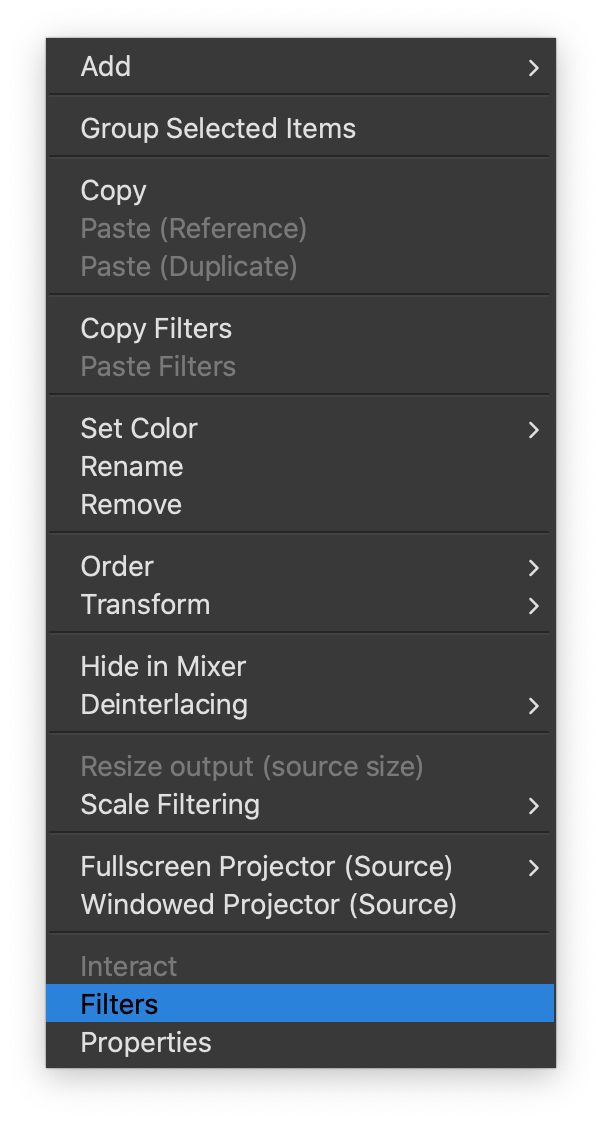 Add
Group Selected Items
Copy
Paste (Reference)
Paste (Duplicate)
Copy Filters
Paste Filters
Set Color
Rename
Remove
Order
Transform
Hide in Mixer
Deinterlacing
Resize output (source size)
Scale Filtering
Fullscreen Projector (Source)
Windowed Projector (Source)
Interact
Filters
Properties